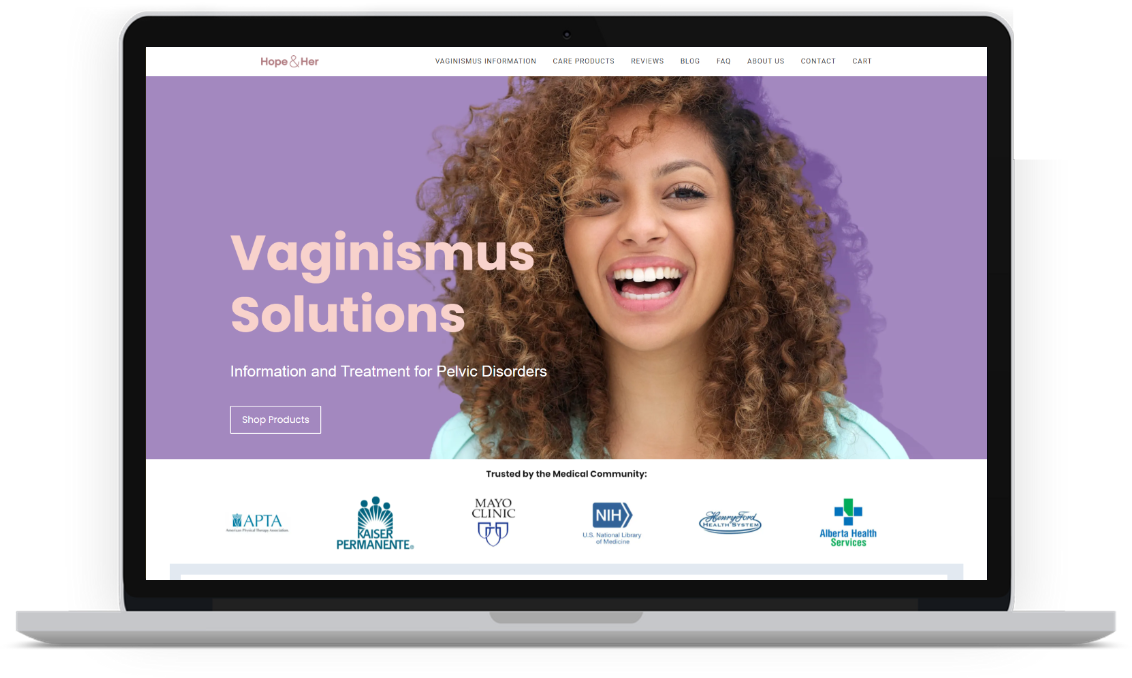 Hope & Her
VAGINISMUS INFORMATION CARE PRODUCTS REVIEWS BLOG FAQ ABOUT US CONTACT CART
Vaginismus
Solutions
Information and Treatment for Pelvic Disorders
Shop Products
Trusted by the Medical Community:
APTA
American Physical Therapy Association
KAISER
PERMANENTE®
MAYO
CLINIC
NIH
U.S. National Library
of Medicine
Henry Ford
HEALTH SYSTEM
Alberta Health
Services